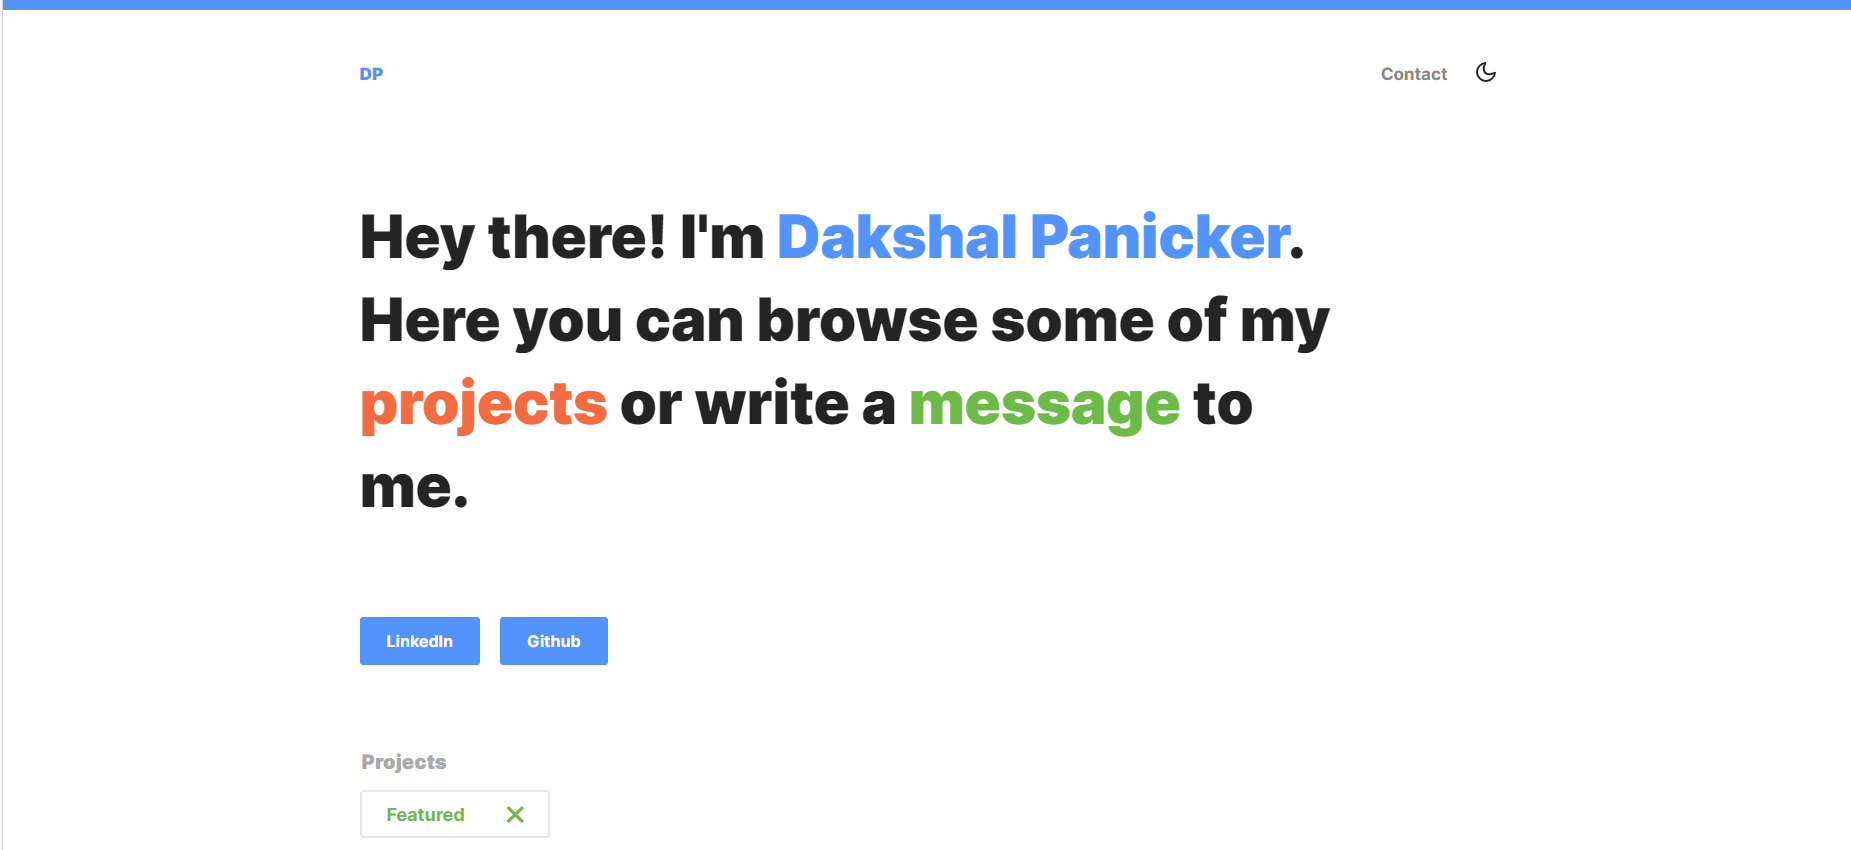 DP
Contact
Hey there! I'm Dakshal Panicker.
Here you can browse some of my
projects or write a message to
me.
LinkedIn
Github
Projects
Featured